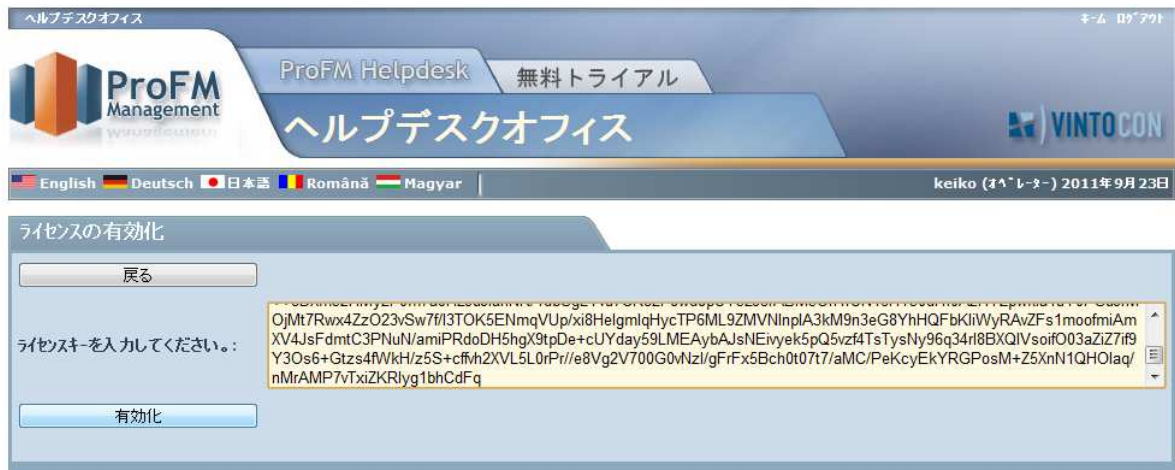 ヘルプデスクオフィス
ホーム ログアウト
ProFM
Management
ProFM Helpdesk
無料トライアル
ヘルプデスクオフィス
VINTOCON
English Deutsch 日本語 Română Magyar
keiko (オペレーター) 2011年9月23日
ライセンスの有効化
戻る
ライセンスキーを入力してください。:
OjMt7Rwx4ZzO23vSw7f/I3TOK5ENmqVUp/xi8HelgmlqHycTP6ML9ZMVNlnplA3kM9n3eG8YhHQFbKliWyRAvZFs1moofmiAm
XV4JsFdmtC3PNuN/amiPRdoDH5hgX9tpDe+cUYday59LMEAybAJsNEivyek5pQ5vzf4TsTysNy96q34rl8BXQIVsoifO03aZiZ7if9
Y3Os6+Gtzs4fWkH/z5S+cffvh2XVL5L0rPr//e8Vg2V700G0vNzl/gFrFx5Bch0t07t7/aMC/PeKcyEkYRGPosM+Z5XnN1QHOlaq/
nMrAMP7vTxiZKRlyg1bhCdFq
有効化